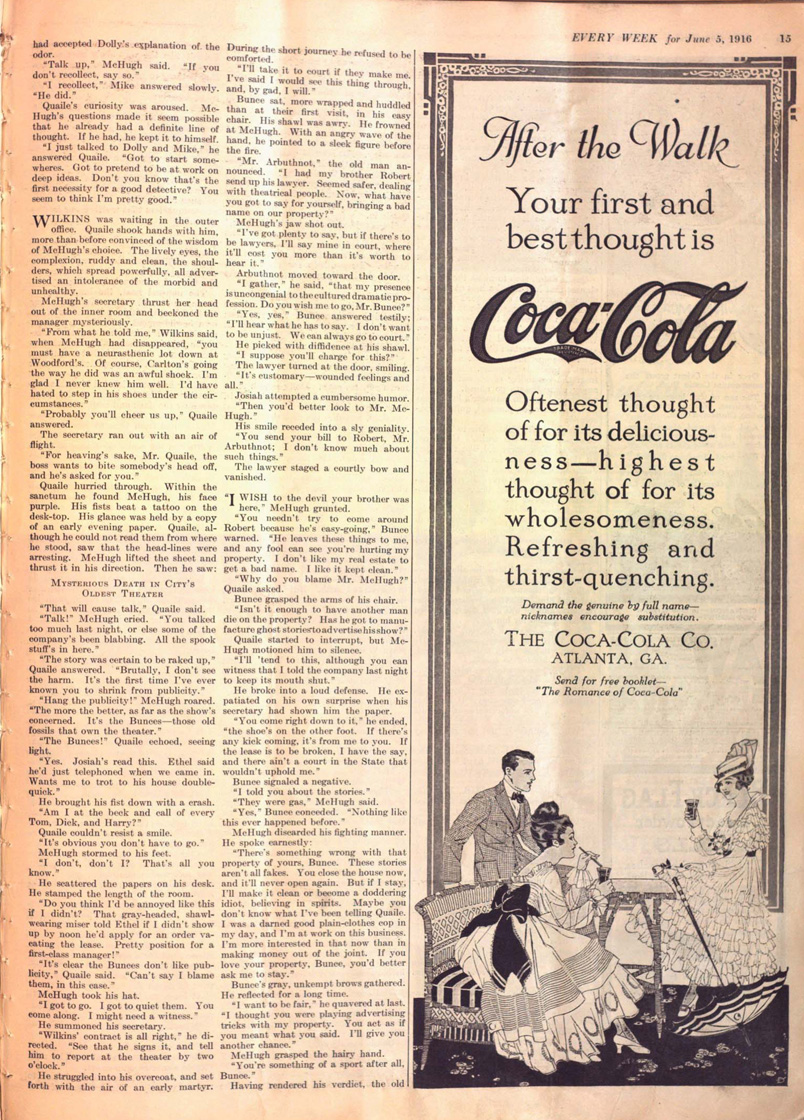 EVERY WEEK for June 5, 1916 15
had accepted Dolly's explanation of the
odor.
"Talk up," McHugh said. "If you
don't recollect, say so."
"I recollect," Mike answered slowly.
"He did."
Quaile's curiosity was aroused. Mc-
Hugh's questions made it seem possible
that he already had a definite line of
thought. If he had, he kept it to himself.
"I just talked to Dolly and Mike," he
answered Quaile. "Got to start some-
wheres. Got to pretend to be at work on
deep ideas. Don't you know that's the
first necessity for a good detective? You
seem to think I'm pretty good."
WILKINS was waiting in the outer
office. Quaile shook hands with him,
more than before convinced of the wisdom
of McHugh's choice. The lively eyes, the
complexion, ruddy and clean, the shoul-
ders, which spread powerfully, all adver-
tised an intolerance of the morbid and
unhealthy.
McHugh's secretary thrust her head
out of the inner room and beckoned the
manager mysteriously.
"From what he told me," Wilkins said,
when McHugh had disappeared, "you
must have a neurasthenic lot down at
Woodford's. Of course, Carlton's going
the way he did was an awful shock. I'm
glad I never knew him well. I'd have
hated to step in his shoes under the cir-
cumstances."
"Probably you'll cheer us up," Quaile
answered.
The secretary ran out with an air of
flight.
"For heaving's sake, Mr. Quaile, the
boss wants to bite somebody's head off,
and he's asked for you."
Quaile hurried through. Within the
sanctum he found McHugh, his face
purple. His fists beat a tattoo on the
desk-top. His glance was held by a copy
of an early evening paper. Quaile, al-
though he could not read them from where
he stood, saw that the head-lines were
arresting. McHugh lifted the sheet and
thrust it in his direction. Then he saw:
MYSTERIOUS DEATH IN CITY'S
OLDEST THEATER
"That will cause talk," Quaile said.
"Talk!" McHugh cried. "You talked
too much last night, or else some of the
company's been blabbing. All the spook
stuff's in here."
"The story was certain to be raked up,"
Quaile answered. "Brutally, I don't see
the harm. It's the first time I've ever
known you to shrink from publicity."
"Hang the publicity!" McHugh roared.
"The more the better, as far as the show's
concerned. It's the Bunces—those old
fossils that own the theater."
"The Bunces!" Quaile echoed, seeing
light.
"Yes. Josiah's read this. Ethel said
he'd just telephoned when we came in.
Wants me to trot to his house double-
quick."
He brought his fist down with a crash.
"Am I at the beck and call of every
Tom, Dick, and Harry?"
Quaile couldn't resist a smile.
"It's obvious you don't have to go."
McHugh stormed to his feet.
"I don't, don't I? That's all you
know."
He scattered the papers on his desk.
He stamped the length of the room.
"Do you think I'd be annoyed like this
if I didn't? That gray-headed, shawl-
wearing miser told Ethel if I didn't show
up by noon he'd apply for an order va-
eating the lease. Pretty position for a
first-class manager!"
"It's clear the Bunces don't like pub-
licity," Quaile said. "Can't say I blame
them, in this case."
McHugh took his hat.
"I got to go. I got to quiet them. You
come along. I might need a witness."
He summoned his secretary.
"Wilkins' contract is all right," he di-
rected. "See that he signs it, and tell
him to report at the theater by two
o'clock."
He struggled into his overcoat, and set
forth with the air of an early martyr.
During the short journey he refused to be
comforted.
"I'll take it to court if they make me.
I've said I would see this thing through,
and, by gad, I will."
Bunce sat, more wrapped and huddled
than at their first visit, in his easy
chair. His shawl was awry. He frowned
at McHugh. With an angry wave of the
hand, he pointed to a sleek figure before
the fire.
"Mr. Arbuthnot," the old man an-
nounced. "I had my brother Robert
send up his lawyer. Seemed safer, dealing
with theatrical people. Now, what have
you got to say for yourself, bringing a bad
name on our property?"
McHugh's jaw shot out.
"I've got plenty to say, but if there's to
be lawyers, I'll say mine in court, where
it'll cost you more than it's worth to
hear it."
Arbuthnot moved toward the door.
"I gather," he said, "that my presence
is uncongenial to the cultured dramatic pro-
fession. Do you wish me to go, Mr. Bunce?"
"Yes, yes," Bunce answered testily;
"I'll hear what he has to say. I don't want
to be unjust. We can always go to court."
He picked with diffidence at his shawl.
"I suppose you'll charge for this?"
The lawyer turned at the door, smiling.
"It's customary—wounded feelings and
all."
Josiah attempted a cumbersome humor.
"Then you'd better look to Mr. Mc-
Hugh."
His smile receded into a sly geniality.
"You send your bill to Robert, Mr.
Arbuthnot; I don't know much about
such things."
The lawyer staged a courtly bow and
vanished.
"I WISH to the devil your brother was
here," McHugh grunted.
"You needn't try to come around
Robert because he's easy-going," Bunce
warned. "He leaves these things to me,
and any fool can see you're hurting my
property. I don't like my real estate to
get a bad name. I like it kept clean."
"Why do you blame Mr. McHugh?"
Quaile asked.
Bunce grasped the arms of his chair.
"Isn't it enough to have another man
die on the property? Has he got to manu-
facture ghost stories to advertise his show?"
Quaile started to interrupt, but Mc-
Hugh motioned him to silence.
"I'll 'tend to this, although you can
witness that I told the company last night
to keep its mouth shut."
He broke into a loud defense. He ex-
patiated on his own surprise when his
secretary had shown him the paper.
"You come right down to it," he ended,
"the shoe's on the other foot. If there's
any kick coming, it's from me to you. If
the lease is to be broken, I have the say,
and there ain't a court in the State that
wouldn't uphold me."
Bunce signaled a negative.
"I told you about the stories."
"They were gas," McHugh said.
"Yes," Bunce conceded. "Nothing like
this ever happened before."
McHugh discarded his fighting manner.
He spoke earnestly:
"There's something wrong with that
property of yours, Bunce. These stories
aren't all fakes. You close the house now,
and it'll never open again. But if I stay,
I'll make it clean or become a doddering
idiot, believing in spirits. Maybe you
don't know what I've been telling Quaile.
I was a darned good plain-clothes cop in
my day, and I'm at work on this business.
I'm more interested in that now than in
making money out of the joint. If you
love your property, Bunce, you'd better
ask me to stay."
Bunce's gray, unkempt brows gathered.
He reflected for a long time.
"I want to be fair," he quavered at last.
"I thought you were playing advertising
tricks with my property. You act as if
you meant what you said. I'll give you
another chance."
McHugh grasped the hairy hand.
"You're something of a sport after all,
Bunce."
Having rendered his verdict, the old
After the Walk
Your first and
best thought is
Coca-Cola
Oftenest thought
of for its delicious-
ness—highest
thought of for its
wholesomeness.
Refreshing and
thirst-quenching.
Demand the genuine by full name—
nicknames encourage substitution.
THE COCA-COLA CO.
ATLANTA, GA.
Send for free booklet—
"The Romance of Coca-Cola"